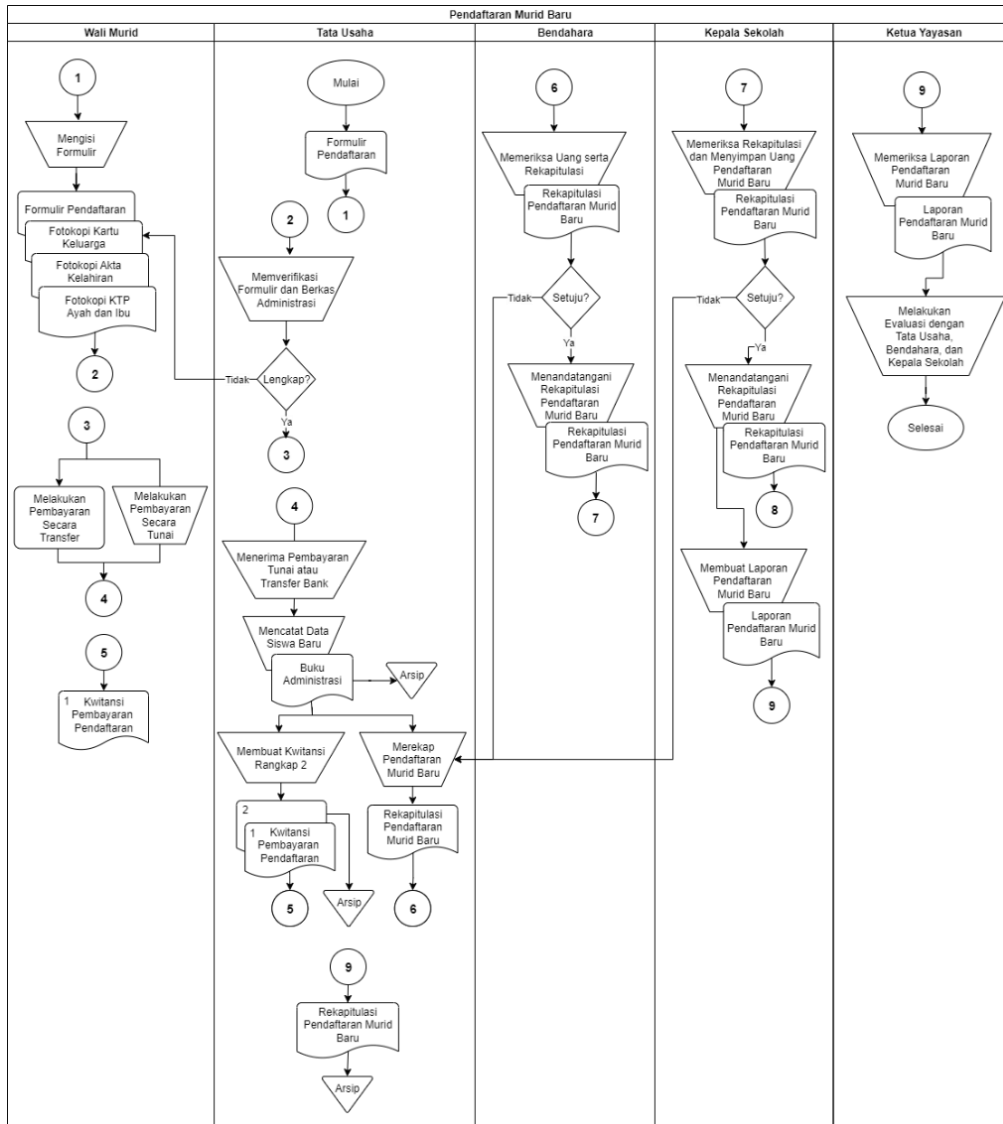 Pendaftaran Murid Baru
Wali Murid
Tata Usaha
Bendahara
Kepala Sekolah
Ketua Yayasan
1
Mengisi
Formulir
Formulir Pendaftaran
Fotokopi Kartu
Keluarga
Fotokopi Akta
Kelahiran
Fotokopi KTP
Ayah dan Ibu
2
3
Melakukan
Pembayaran
Secara
Transfer
Melakukan
Pembayaran
Secara
Tunai
4
5
1
Kwitansi
Pembayaran
Pendaftaran
Mulai
Formulir
Pendaftaran
1
2
Memverifikasi
Formulir dan Berkas
Administrasi
Lengkap?
Tidak
Ya
3
4
Menerima Pembayaran
Tunai atau
Transfer Bank
Mencatat Data
Siswa Baru
Buku
Administrasi
Arsip
Membuat Kwitansi
Rangkap 2
Merekap
Pendaftaran
Murid Baru
2
1
Kwitansi
Pembayaran
Pendaftaran
Rekapitulasi
Pendaftaran
Murid Baru
5
Arsip
6
9
Rekapitulasi
Pendaftaran Murid
Baru
Arsip
6
Memeriksa Uang serta
Rekapitulasi
Rekapitulasi
Pendaftaran Murid
Baru
Tidak
Setuju?
Ya
Menandatangani
Rekapitulasi
Pendaftaran
Murid Baru
Rekapitulasi
Pendaftaran Murid
Baru
7
7
Memeriksa Rekapitulasi
dan Menyimpan Uang
Pendaftaran
Murid Baru
Rekapitulasi
Pendaftaran Murid
Baru
Tidak
Setuju?
Ya
Menandatangani
Rekapitulasi
Pendaftaran
Murid Baru
Rekapitulasi
Pendaftaran Murid
Baru
8
Membuat Laporan
Pendaftaran
Murid Baru
Laporan
Pendaftaran Murid
Baru
9
9
Memeriksa Laporan
Pendaftaran
Murid Baru
Laporan
Pendaftaran Murid
Baru
Melakukan
Evaluasi dengan
Tata Usaha,
Bendahara, dan
Kepala Sekolah
Selesai